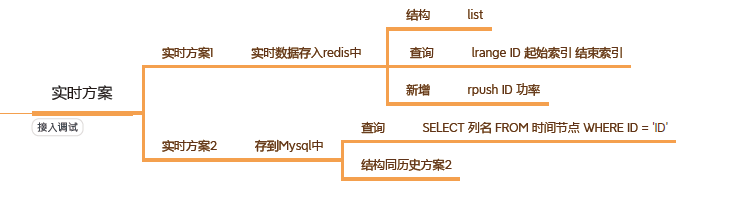 实时方案
接入调试
实时方案1
实时数据存入redis中
结构
list
查询
lrange ID 起始索引 结束索引
新增
rpush ID 功率
实时方案2
存到Mysql中
查询
SELECT 列名 FROM 时间节点 WHERE ID = 'ID'
结构同历史方案2